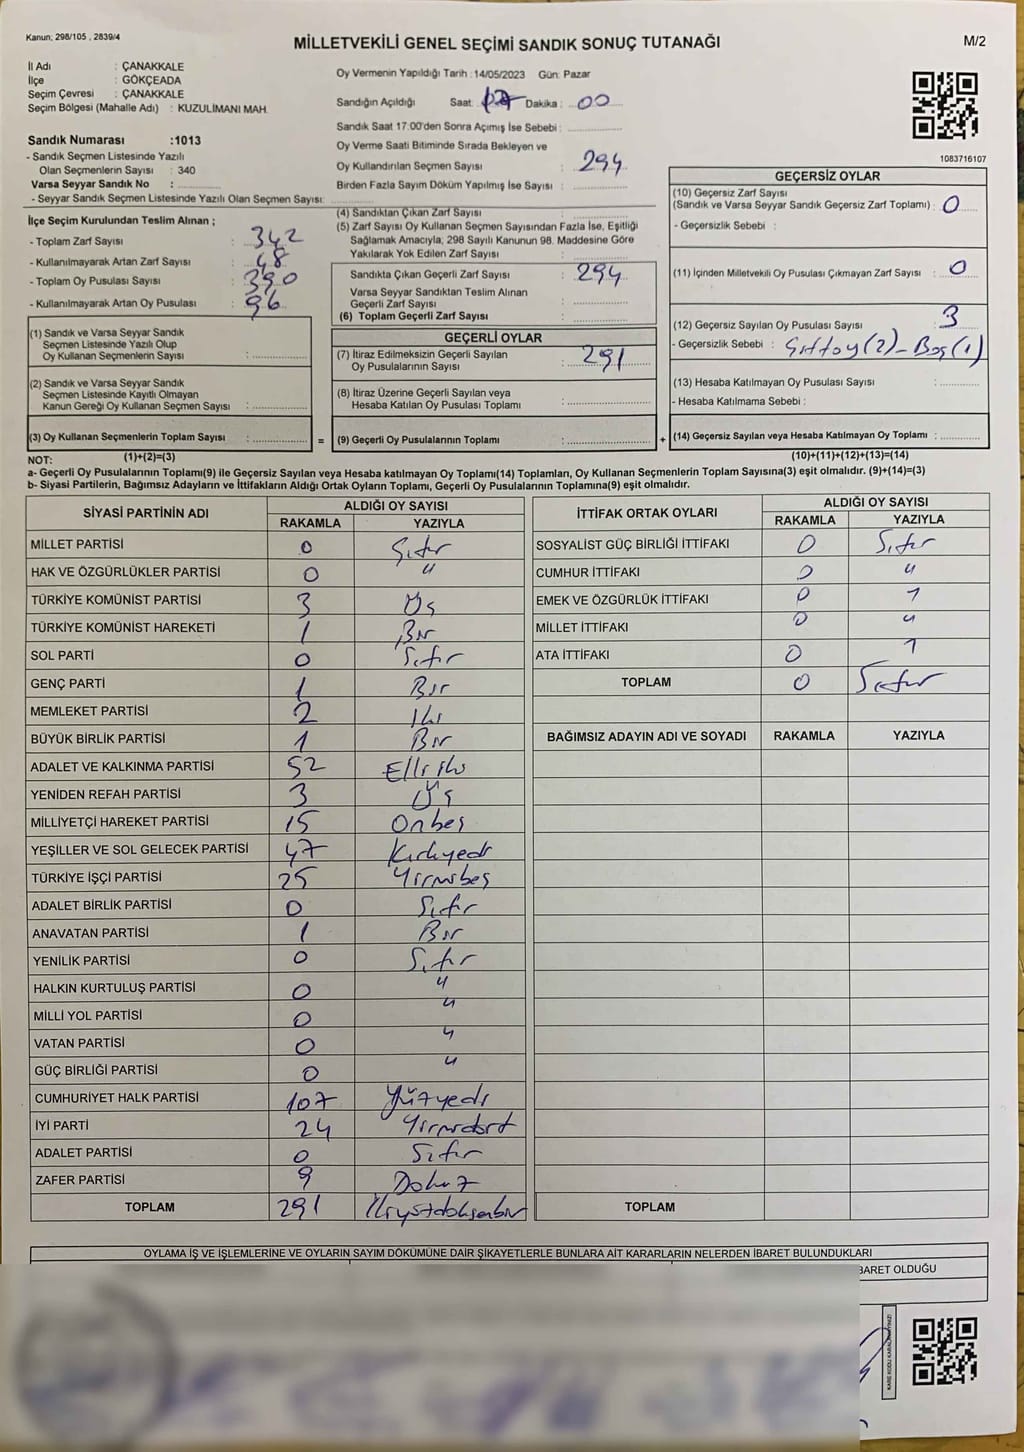 Kanun; 298/105 , 2839/4
MİLLETVEKİLİ GENEL SEÇİMİ SANDIK SONUÇ TUTANAĞI
M/2
İl Adı : ÇANAKKALE
İlçe : GÖKÇEADA
Seçim Çevresi : ÇANAKKALE
Seçim Bölgesi (Mahalle Adı) : KUZULİMANI MAH.
Sandık Numarası :1013
- Sandık Seçmen Listesinde Yazılı
Olan Seçmenlerin Sayısı : 340
Varsa Seyyar Sandık No :
- Seyyar Sandık Seçmen Listesinde Yazılı Olan Seçmen Sayısı:
Oy Vermenin Yapıldığı Tarih :14/05/2023 Gün: Pazar
Sandığın Açıldığı Saat: 17 Dakika : 00
Sandık Saat 17:00'den Sonra Açımış İse Sebebi :
Oy Verme Saati Bitiminde Sırada Bekleyen ve
Oy Kullandırılan Seçmen Sayısı : 294
Birden Fazla Sayım Döküm Yapılmış İse Sayısı :
1083716107
İlçe Seçim Kurulundan Teslim Alınan ;
- Toplam Zarf Sayısı : 342
- Kullanılmayarak Artan Zarf Sayısı : 48
- Toplam Oy Pusulası Sayısı : 390
- Kullanılmayarak Artan Oy Pusulası : 96
(1) Sandık ve Varsa Seyyar Sandık
Seçmen Listesinde Yazılı Olup
Oy Kullanan Seçmenlerin Sayısı :
(2) Sandık ve Varsa Seyyar Sandık
Seçmen Listesinde Kayıtlı Olmayan
Kanun Gereği Oy Kullanan Seçmen Sayısı :
(3) Oy Kullanan Seçmenlerin Toplam Sayısı :
(4) Sandıktan Çıkan Zarf Sayısı :
(5) Zarf Sayısı Oy Kullanan Seçmen Sayısından Fazla İse, Eşitliği
Sağlamak Amacıyla; 298 Sayılı Kanunun 98. Maddesine Göre
Yakılarak Yok Edilen Zarf Sayısı :
Sandıkta Çıkan Geçerli Zarf Sayısı : 294
Varsa Seyyar Sandıktan Teslim Alınan
Geçerli Zarf Sayısı :
(6) Toplam Geçerli Zarf Sayısı :
GEÇERLİ OYLAR
(7) İtiraz Edilmeksizin Geçerli Sayılan
Oy Pusulalarının Sayısı : 291
(8) İtiraz Üzerine Geçerli Sayılan veya
Hesaba Katılan Oy Pusulası Toplamı :
= (9) Geçerli Oy Pusulalarının Toplamı : +
GEÇERSİZ OYLAR
(10) Geçersiz Zarf Sayısı
(Sandık ve Varsa Seyyar Sandık Geçersiz Zarf Toplamı) : 0
- Geçersizlik Sebebi :
(11) İçinden Milletvekili Oy Pusulası Çıkmayan Zarf Sayısı : 0
(12) Geçersiz Sayılan Oy Pusulası Sayısı : 3
- Geçersizlik Sebebi : (2) - Boş (1)
(13) Hesaba Katılmayan Oy Pusulası Sayısı :
- Hesaba Katılmama Sebebi :
(14) Geçersiz Sayılan veya Hesaba Katılmayan Oy Toplamı :
NOT: (1)+(2)=(3) (10)+(11)+(12)+(13)=(14)
a- Geçerli Oy Pusulalarının Toplamı(9) ile Geçersiz Sayılan veya Hesaba katılmayan Oy Toplamı(14) Toplamları, Oy Kullanan Seçmenlerin Toplam Sayısına(3) eşit olmalıdır. (9)+(14)=(3)
b- Siyasi Partilerin, Bağımsız Adayların ve İttifakların Aldığı Ortak Oyların Toplamı, Geçerli Oy Pusulalarının Toplamına(9) eşit olmalıdır.
SİYASİ PARTİNİN ADI ALDIĞI OY SAYISI
RAKAMLA YAZIYLA
MİLLET PARTİSİ 0 Sıfır
HAK VE ÖZGÜRLÜKLER PARTİSİ 0 "
TÜRKİYE KOMÜNİST PARTİSİ 3 Üç
TÜRKİYE KOMÜNİST HAREKETİ 1 Bir
SOL PARTİ 0 Sıfır
GENÇ PARTİ 1 Bir
MEMLEKET PARTİSİ 2 İki
BÜYÜK BİRLİK PARTİSİ 1 Bir
ADALET VE KALKINMA PARTİSİ 52 Elliiki
YENİDEN REFAH PARTİSİ 3 Üç
MİLLİYETÇİ HAREKET PARTİSİ 15 Onbeş
YEŞİLLER VE SOL GELECEK PARTİSİ 47 Kırkyedi
TÜRKİYE İŞÇİ PARTİSİ 25 Yirmibeş
ADALET BİRLİK PARTİSİ 0 Sıfır
ANAVATAN PARTİSİ 1 Bir
YENİLİK PARTİSİ 0 Sıfır
HALKIN KURTULUŞ PARTİSİ 0 "
MİLLİ YOL PARTİSİ 0 "
VATAN PARTİSİ 0 "
GÜÇ BİRLİĞİ PARTİSİ 0 "
CUMHURİYET HALK PARTİSİ 107 Yüzyedi
İYİ PARTİ 24 Yirmidört
ADALET PARTİSİ 0 Sıfır
ZAFER PARTİSİ 9 Dokuz
TOPLAM 291 İkiyüzdoksanbir
İTTİFAK ORTAK OYLARI ALDIĞI OY SAYISI
RAKAMLA YAZIYLA
SOSYALİST GÜÇ BİRLİĞİ İTTİFAKI 0 Sıfır
CUMHUR İTTİFAKI 0 "
EMEK VE ÖZGÜRLÜK İTTİFAKI 0 "
MİLLET İTTİFAKI 0 "
ATA İTTİFAKI 0 "
TOPLAM 0 Sıfır
BAĞIMSIZ ADAYIN ADI VE SOYADI RAKAMLA YAZIYLA
TOPLAM
OYLAMA İŞ VE İŞLEMLERİNE VE OYLARIN SAYIM DÖKÜMÜNE DAİR ŞİKAYETLERLE BUNLARA AİT KARARLARIN NELERDEN İBARET BULUNDUKLARI
BARET OLDUĞU